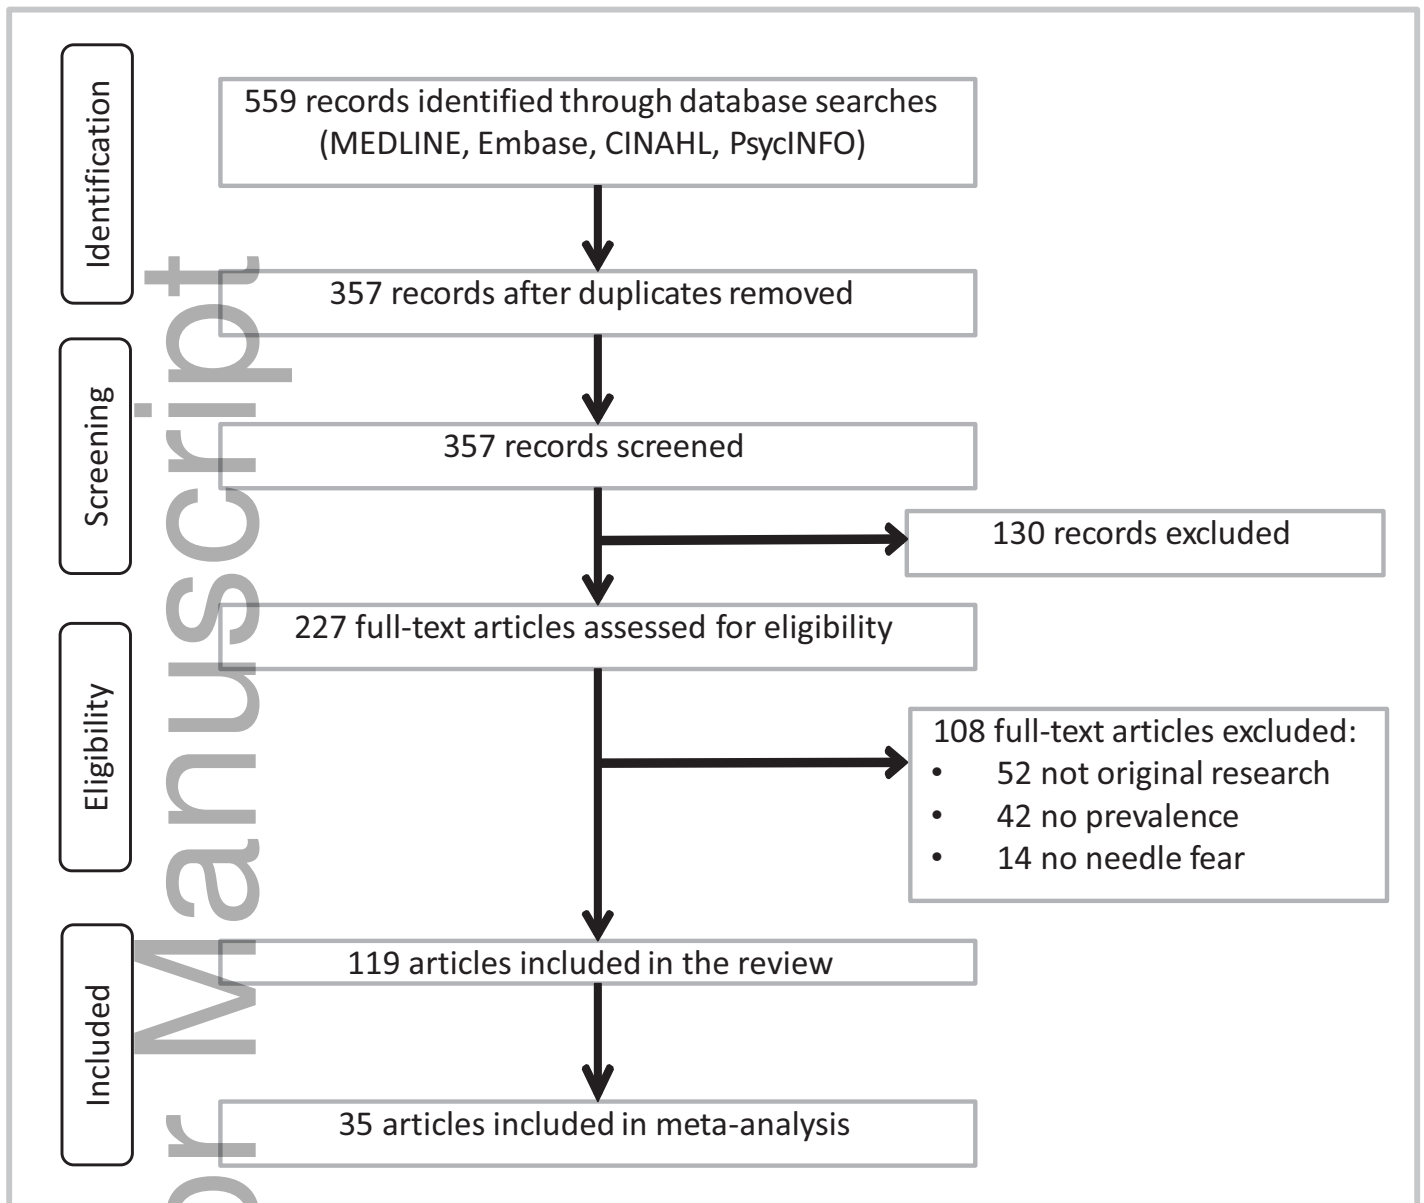 Identification
559 records identified through database searches
(MEDLINE, Embase, CINAHL, PsycINFO)
357 records after duplicates removed
Screening
357 records screened
130 records excluded
Eligibility
227 full-text articles assessed for eligibility
108 full-text articles excluded:
• 52 not original research
• 42 no prevalence
• 14 no needle fear
Included
119 articles included in the review
35 articles included in meta-analysis
or Manuscript